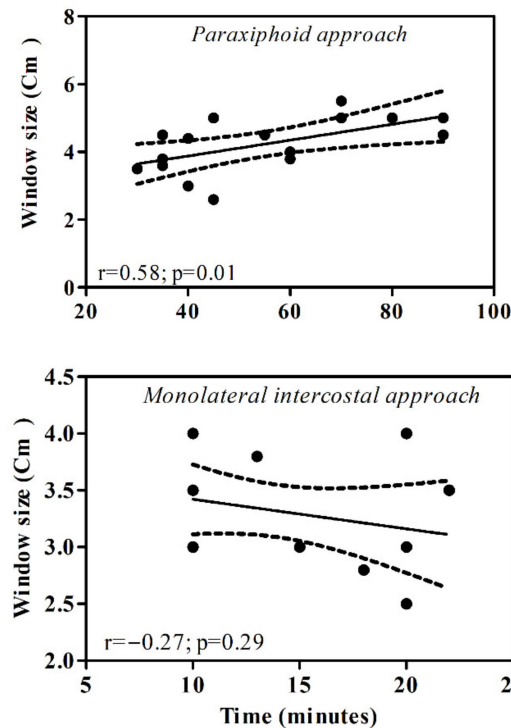 Paraxiphoid approach
Window size (Cm)
8
6
4
2
0
r=0.58; p=0.01
20 40 60 80 100
Monolateral intercostal approach
Window size (Cm)
4.5
4.0
3.5
3.0
2.5
2.0
r=−0.27; p=0.29
5 10 15 20
Time (minutes)